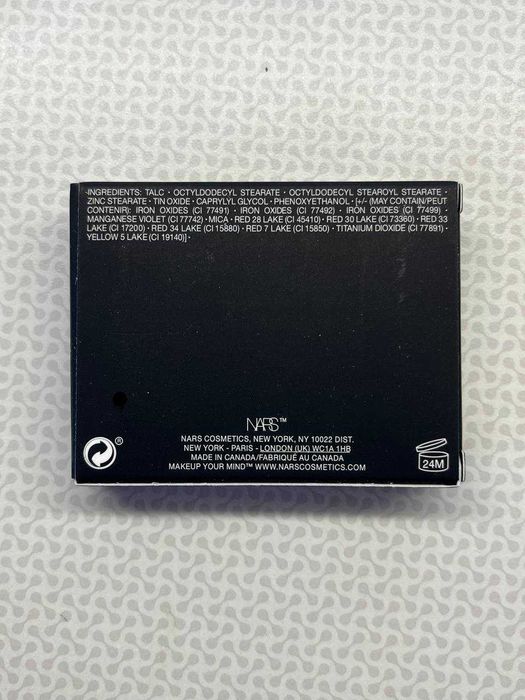 INGREDIENTS: TALC • OCTYLDODECYL STEARATE • OCTYLDODECYL STEAROYL STEARATE •
ZINC STEARATE • TIN OXIDE • CAPRYLYL GLYCOL • PHENOXYETHANOL • [+/- (MAY CONTAIN/PEUT
CONTENIR): IRON OXIDES (CI 77491) • IRON OXIDES (CI 77492) • IRON OXIDES (CI 77499) •
MANGANESE VIOLET (CI 77742) • MICA • RED 28 LAKE (CI 45410) • RED 30 LAKE (CI 73360) • RED 33
LAKE (CI 17200) • RED 34 LAKE (CI 15880) • RED 7 LAKE (CI 15850) • TITANIUM DIOXIDE (CI 77891) •
YELLOW 5 LAKE (CI 19140)] •
NARS™
NARS COSMETICS, NEW YORK, NY 10022 DIST.
NEW YORK - PARIS - LONDON (UK) WC1A 1HB
MADE IN CANADA/FABRIQUÉ AU CANADA
MAKEUP YOUR MIND™ WWW.NARSCOSMETICS.COM
®
24M